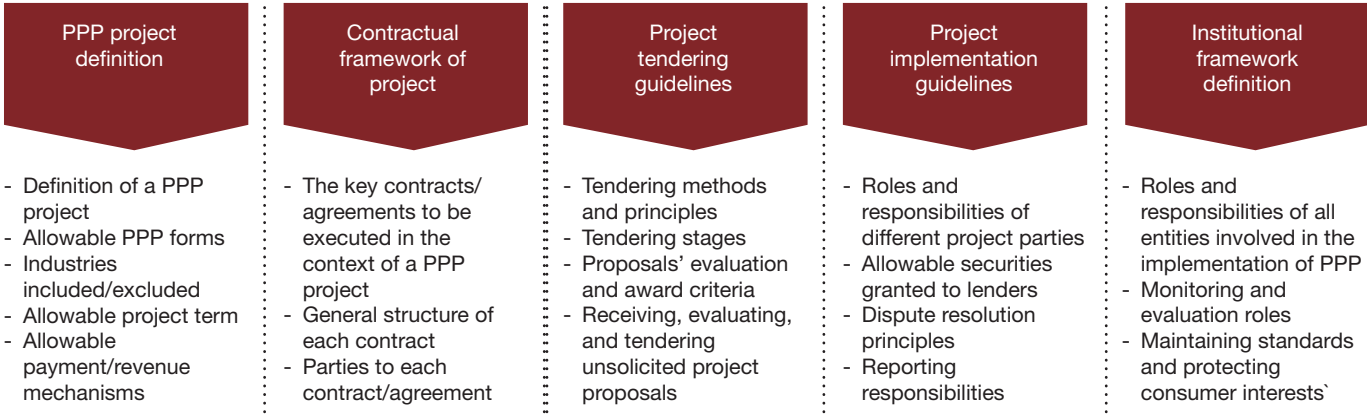 PPP project
definition
- Definition of a PPP
project
- Allowable PPP forms
- Industries
included/excluded
- Allowable project term
- Allowable
payment/revenue
mechanisms
Contractual
framework of
project
- The key contracts/
agreements to be
executed in the
context of a PPP
project
- General structure of
each contract
- Parties to each
contract/agreement
Project
tendering
guidelines
- Tendering methods
and principles
- Tendering stages
- Proposals’ evaluation
and award criteria
- Receiving, evaluating,
and tendering
unsolicited project
proposals
Project
implementation
guidelines
- Roles and
responsibilities of
different project parties
- Allowable securities
granted to lenders
- Dispute resolution
principles
- Reporting
responsibilities
Institutional
framework
definition
- Roles and
responsibilities of all
entities involved in the
implementation of PPP
- Monitoring and
evaluation roles
- Maintaining standards
and protecting
consumer interests`